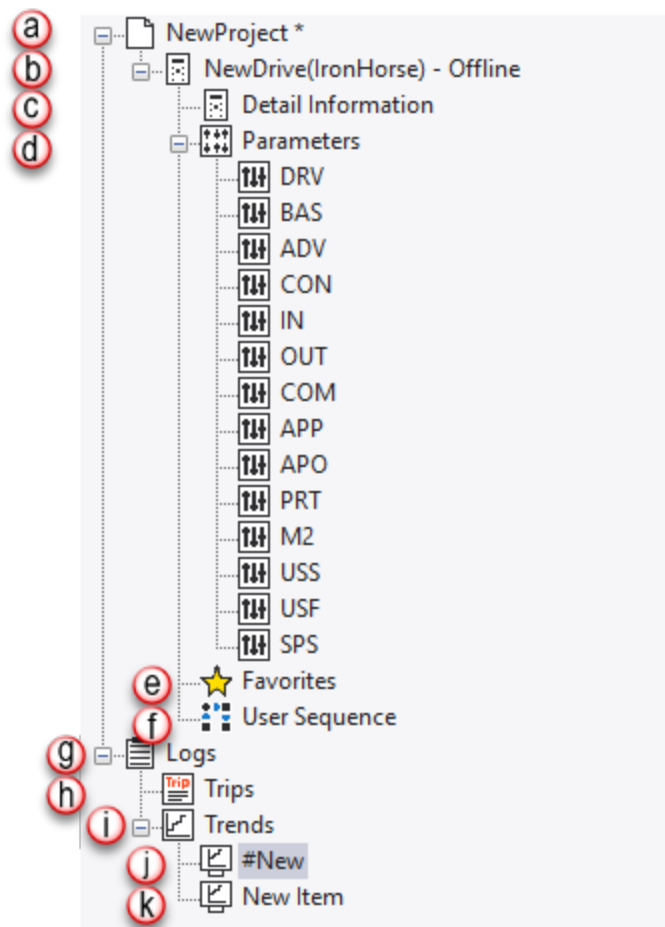 a NewProject *
b NewDrive(IronHorse) - Offline
c Detail Information
d Parameters
DRV
BAS
ADV
CON
IN
OUT
COM
APP
APO
PRT
M2
USS
USF
SPS
e Favorites
f User Sequence
g Logs
h Trip Trips
i Trends
j #New
k New Item